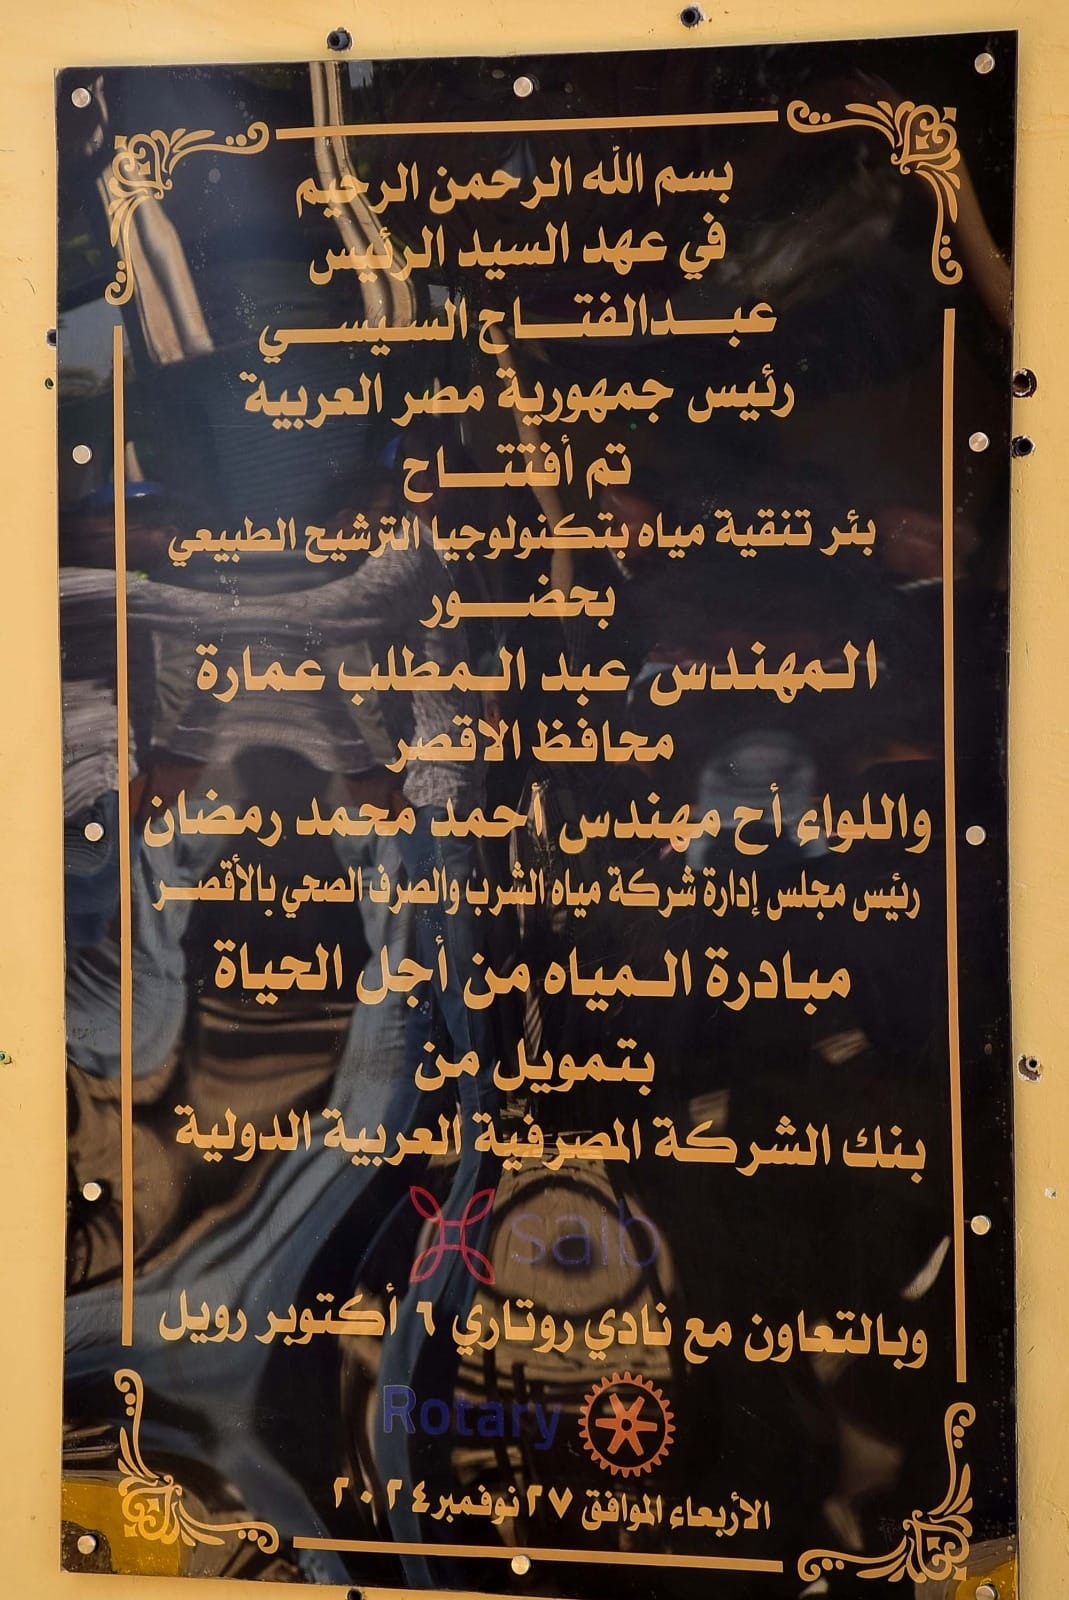 بسم الله الرحمن الرحيم
في عهد السيد الرئيس
عبدالفتاح السيسي
رئيس جمهورية مصر العربية
تم أفتتاح
بئر تنقية مياه بتكنولوجيا الترشيح الطبيعي
بحضور
المهندس عبد المطلب عمارة
محافظ الاقصر
واللواء أح مهندس أحمد محمد رمضان
رئيس مجلس إدارة شركة مياه الشرب والصرف الصحي بالأقصر
مبادرة المياه من أجل الحياة
بتمويل من
بنك الشركة المصرفية العربية الدولية
saib
وبالتعاون مع نادي روتاري ٦ أكتوبر رويل
Rotary
الأربعاء الموافق ٢٧ نوفمبر ٢٠٢٤